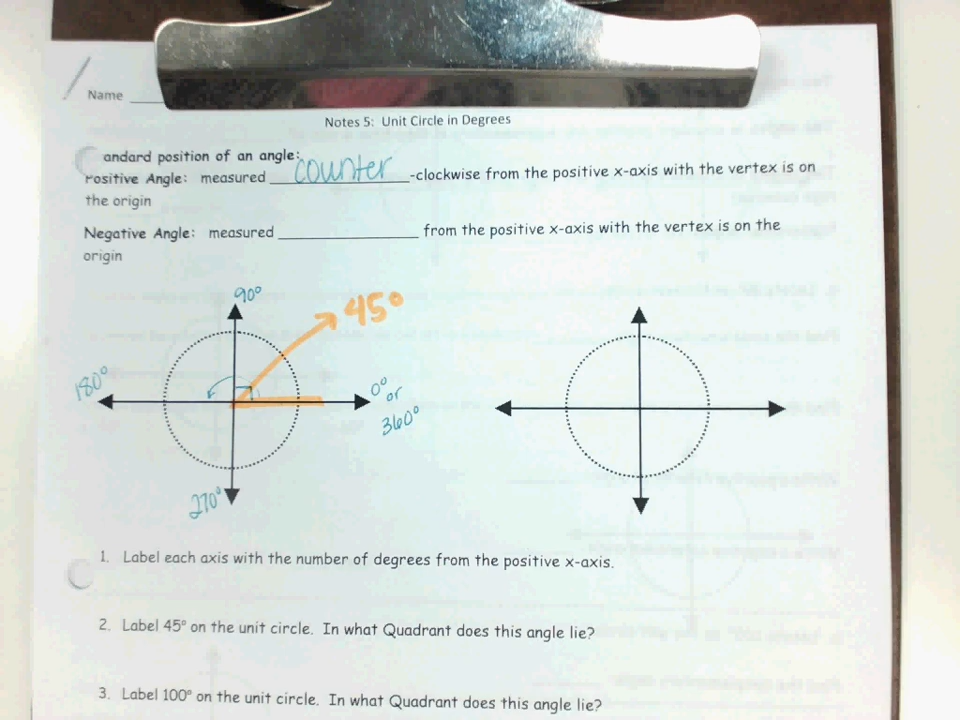 Name
Notes 5: Unit Circle in Degrees
andard position of an angle:
Positive Angle: measured counter -clockwise from the positive x-axis with the vertex is on
the origin
Negative Angle: measured ______________ from the positive x-axis with the vertex is on the
origin
90°
45°
180°
0° or
360°
270°
1. Label each axis with the number of degrees from the positive x-axis.
2. Label 45° on the unit circle. In what Quadrant does this angle lie?
3. Label 100° on the unit circle. In what Quadrant does this angle lie?